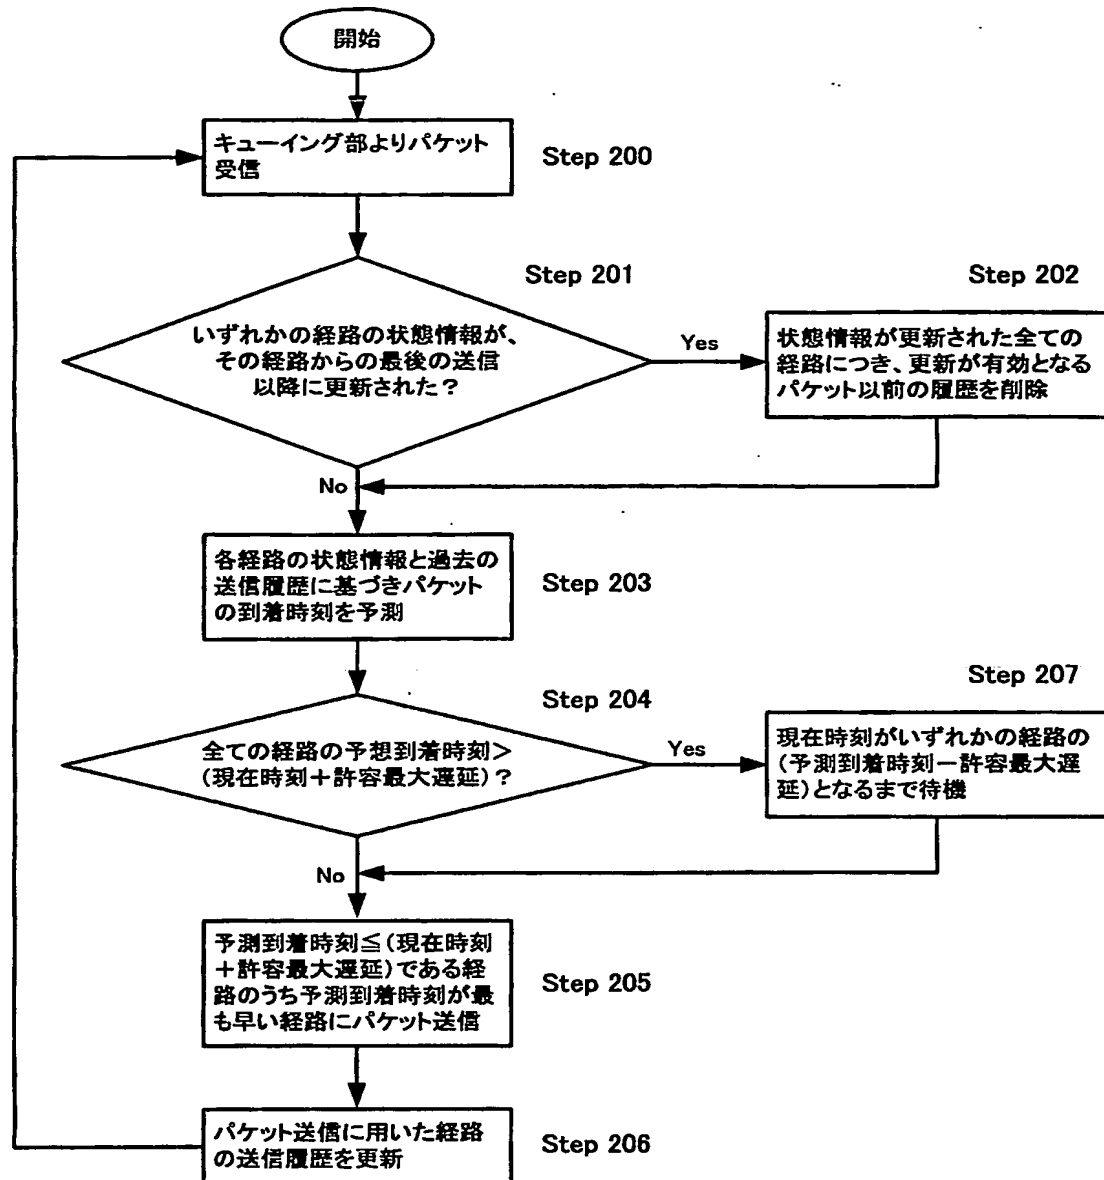 開始
キューイング部よりパケット
受信
Step 200
Step 201
いずれかの経路の状態情報が、
その経路からの最後の送信
以降に更新された？
Yes
Step 202
状態情報が更新された全ての
経路につき、更新が有効となる
パケット以前の履歴を削除
No
各経路の状態情報と過去の
送信履歴に基づきパケット
の到着時刻を予測
Step 203
Step 204
全ての経路の予想到着時刻＞
（現在時刻＋許容最大遅延）？
Yes
Step 207
現在時刻がいずれかの経路の
（予測到着時刻－許容最大遅
延）となるまで待機
No
予測到着時刻≦（現在時刻
＋許容最大遅延）である経
路のうち予測到着時刻が最
も早い経路にパケット送信
Step 205
パケット送信に用いた経路
の送信履歴を更新
Step 206